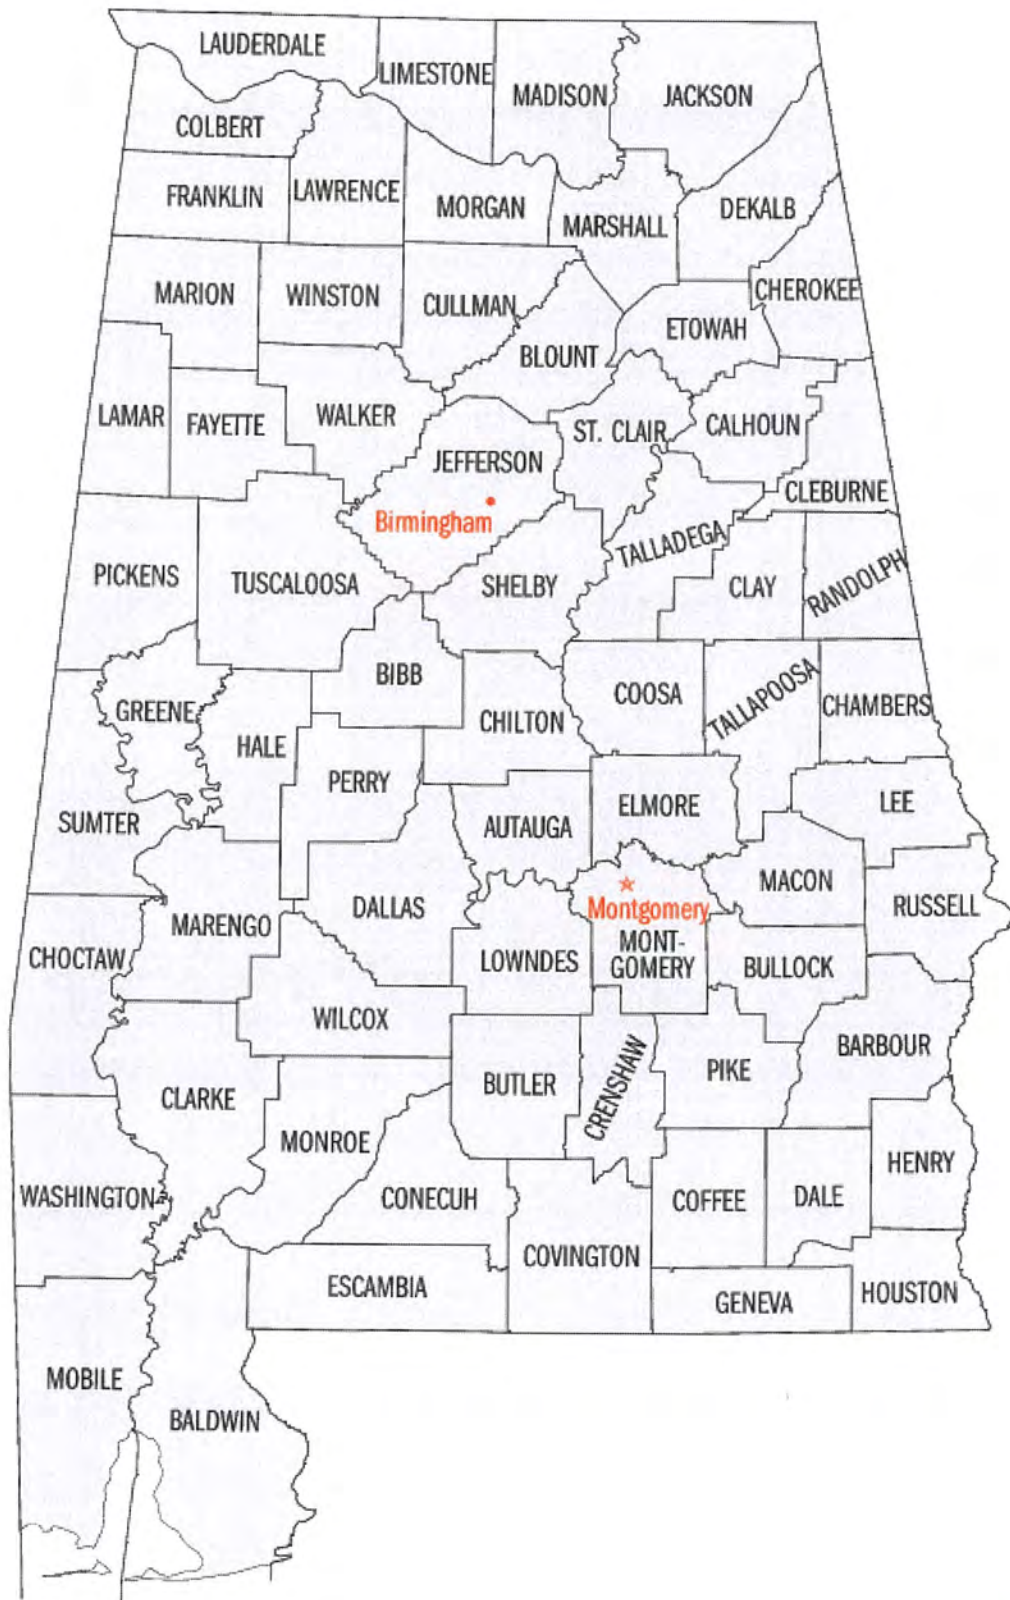 LAUDERDALE
LIMESTONE
MADISON
JACKSON
COLBERT
FRANKLIN
LAWRENCE
MORGAN
MARSHALL
DEKALB
MARION
WINSTON
CULLMAN
CHEROKEE
ETOWAH
BLOUNT
LAMAR
FAYETTE
WALKER
ST. CLAIR
CALHOUN
JEFFERSON
CLEBURNE
Birmingham
TALLADEGA
PICKENS
TUSCALOOSA
SHELBY
CLAY
RANDOLPH
BIBB
COOSA
TALLAPOOSA
CHAMBERS
GREENE
HALE
CHILTON
PERRY
ELMORE
LEE
SUMTER
AUTAUGA
MACON
DALLAS
Montgomery
RUSSELL
MARENGO
CHOCTAW
LOWNDES
MONT-
GOMERY
BULLOCK
WILCOX
BARBOUR
CLARKE
BUTLER
CRENSHAW
PIKE
MONROE
HENRY
WASHINGTON
CONECUH
COFFEE
DALE
COVINGTON
ESCAMBIA
GENEVA
HOUSTON
MOBILE
BALDWIN